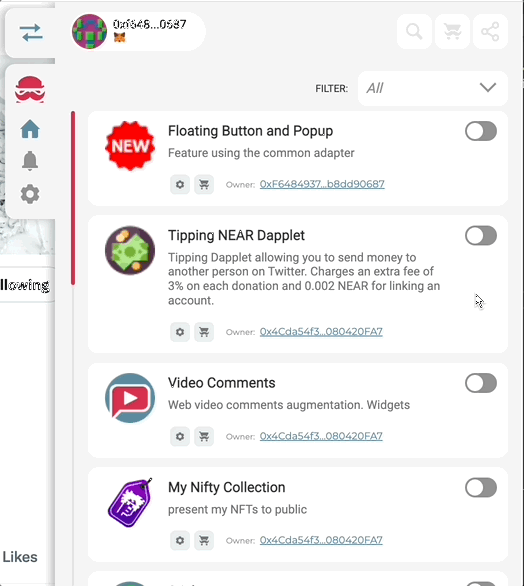 0xf648...0687
FILTER:
All
NEW
Floating Button and Popup
Feature using the common adapter
Owner: 0xF6484937...b8dd90687
Tipping NEAR Dapplet
Tipping Dapplet allowing you to send money to
another person on Twitter. Charges an extra fee of
3% on each donation and 0.002 NEAR for linking an
account.
Owner: 0x4Cda54f3...080420FA7
llowing
Video Comments
Web video comments augmentation. Widgets
Owner: 0x4Cda54f3...080420FA7
My Nifty Collection
present my NFTs to public
Owner: 0x4Cda54f3...080420FA7
Likes